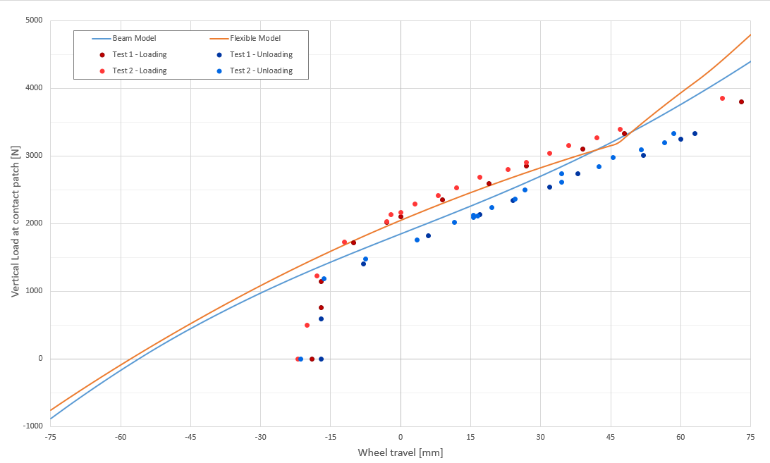 5000
4000
3000
2000
1000
0
-1000
Vertical Load at contact patch [N]
Beam Model
Flexible Model
Test 1 - Loading
Test 1 - Unloading
Test 2 - Loading
Test 2 - Unloading
-75 -60 -45 -30 -15 0 15 30 45 60 75
Wheel travel [mm]